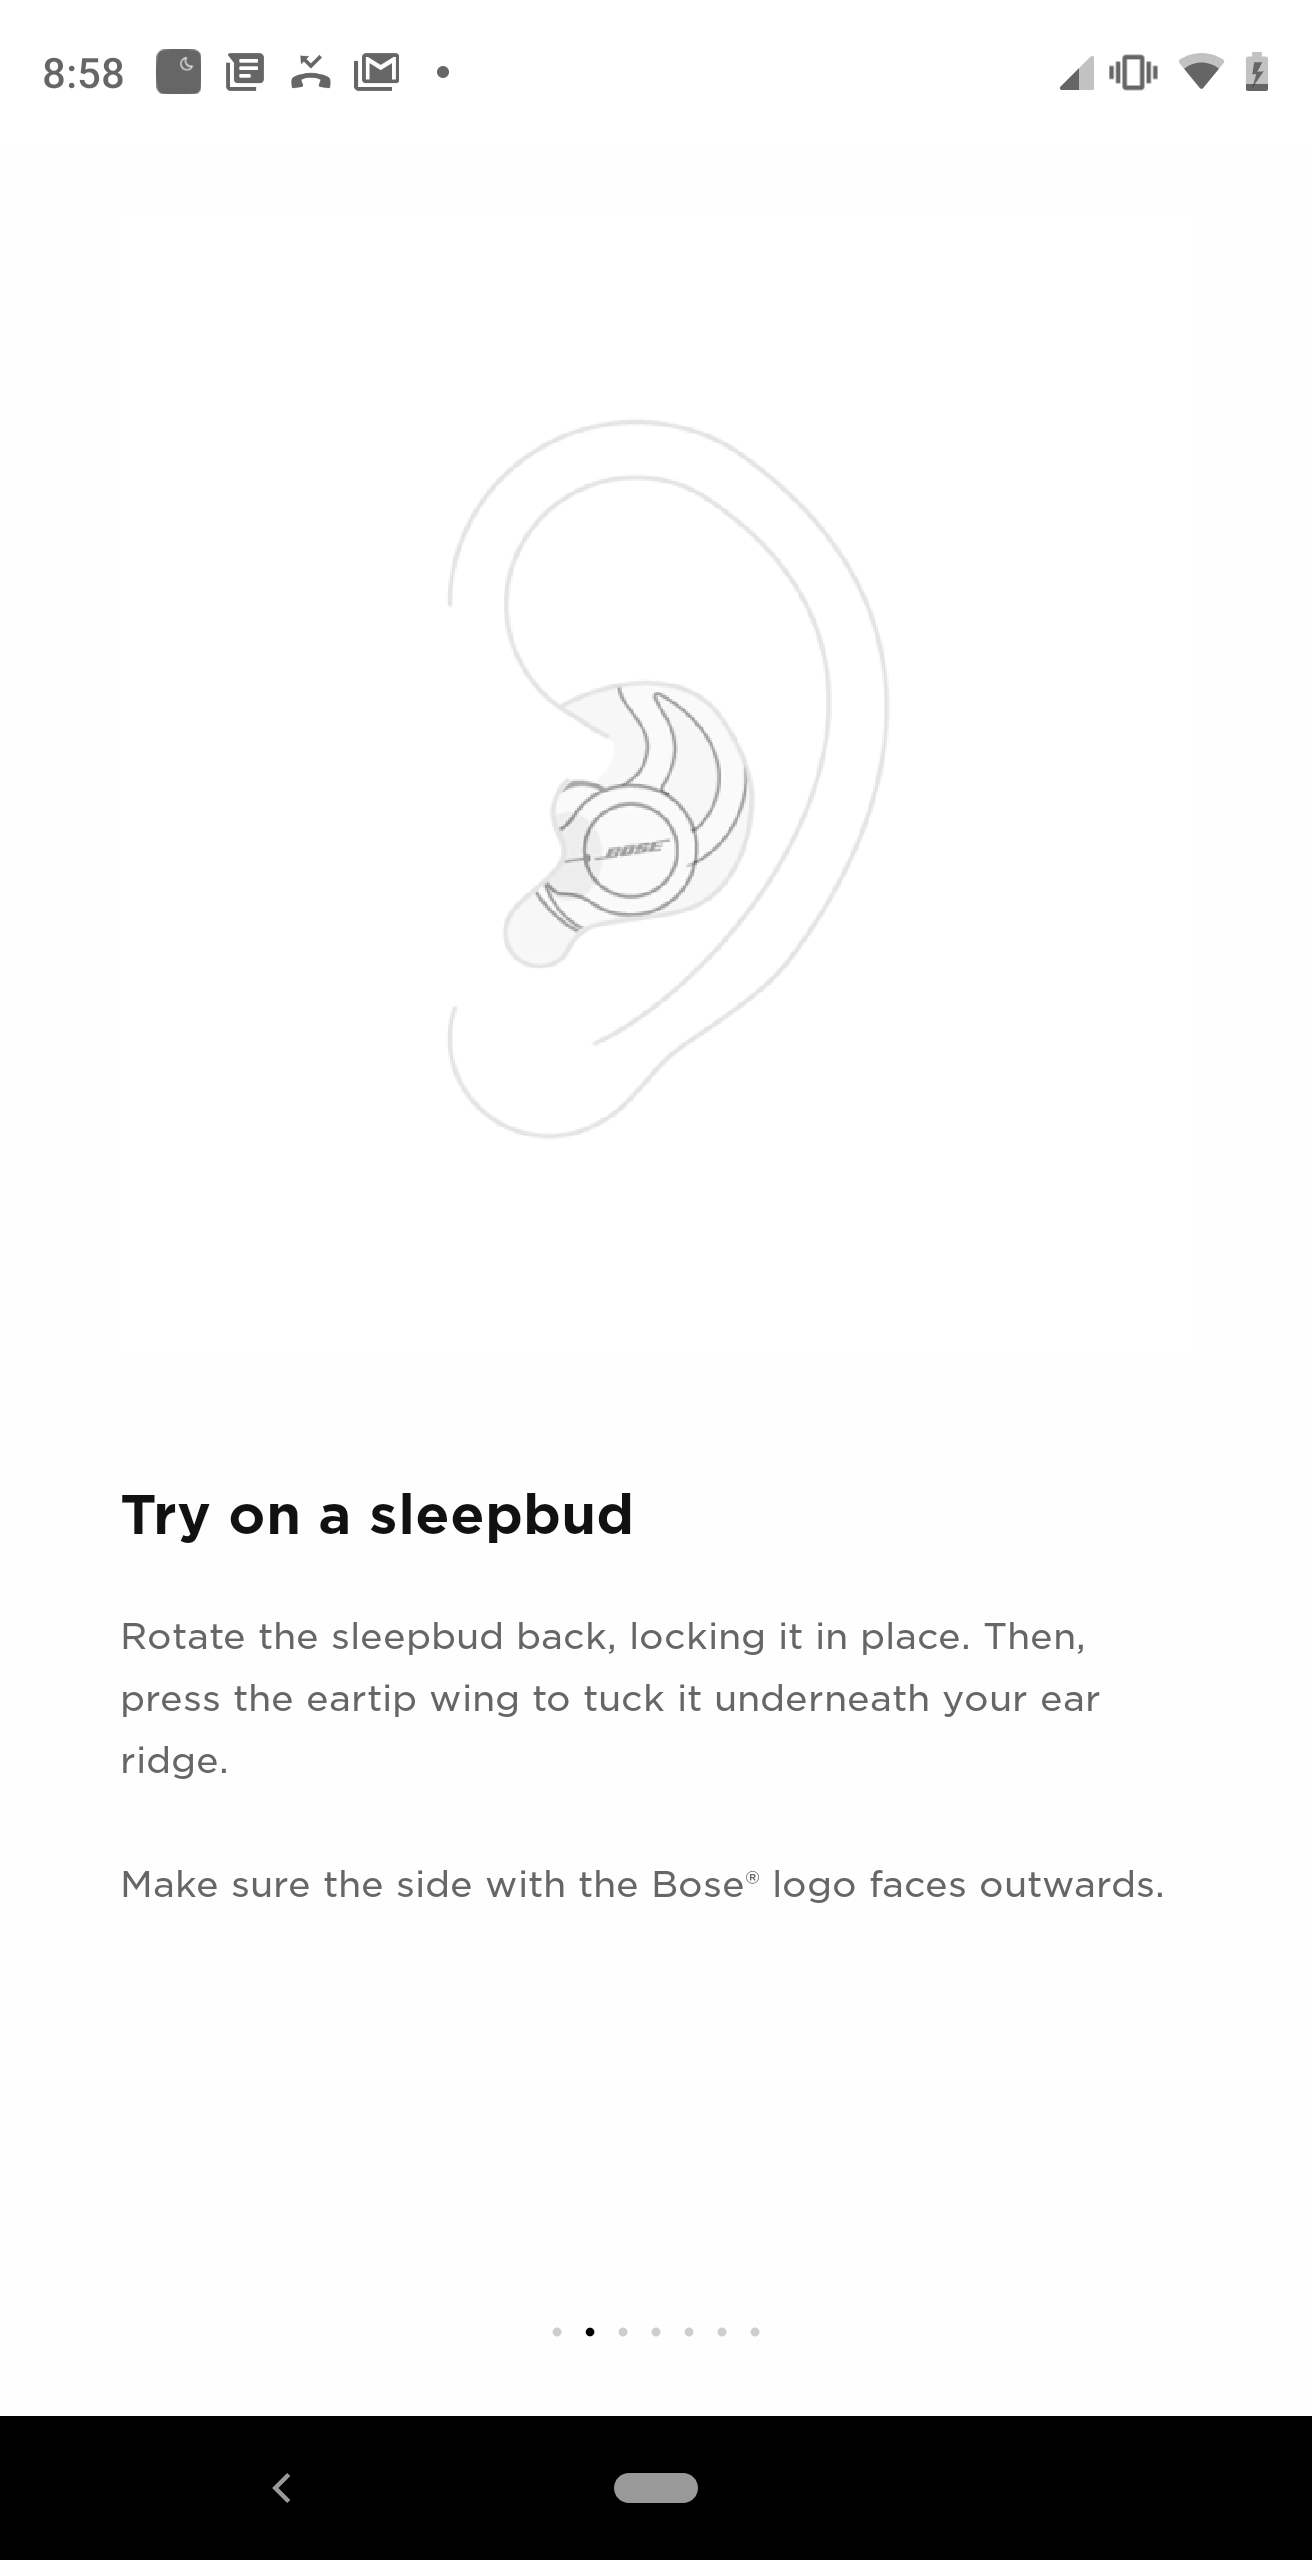 8:58
BOSE
Try on a sleepbud
Rotate the sleepbud back, locking it in place. Then,
press the eartip wing to tuck it underneath your ear
ridge.
Make sure the side with the Bose® logo faces outwards.